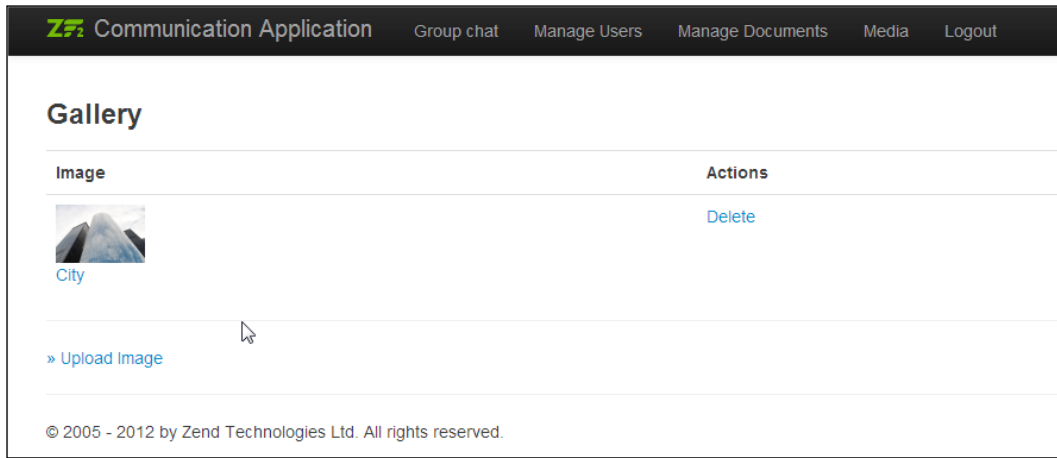 ZF2 Communication Application Group chat Manage Users Manage Documents Media Logout
Gallery
Image Actions
Delete
City
» Upload Image
© 2005 - 2012 by Zend Technologies Ltd. All rights reserved.